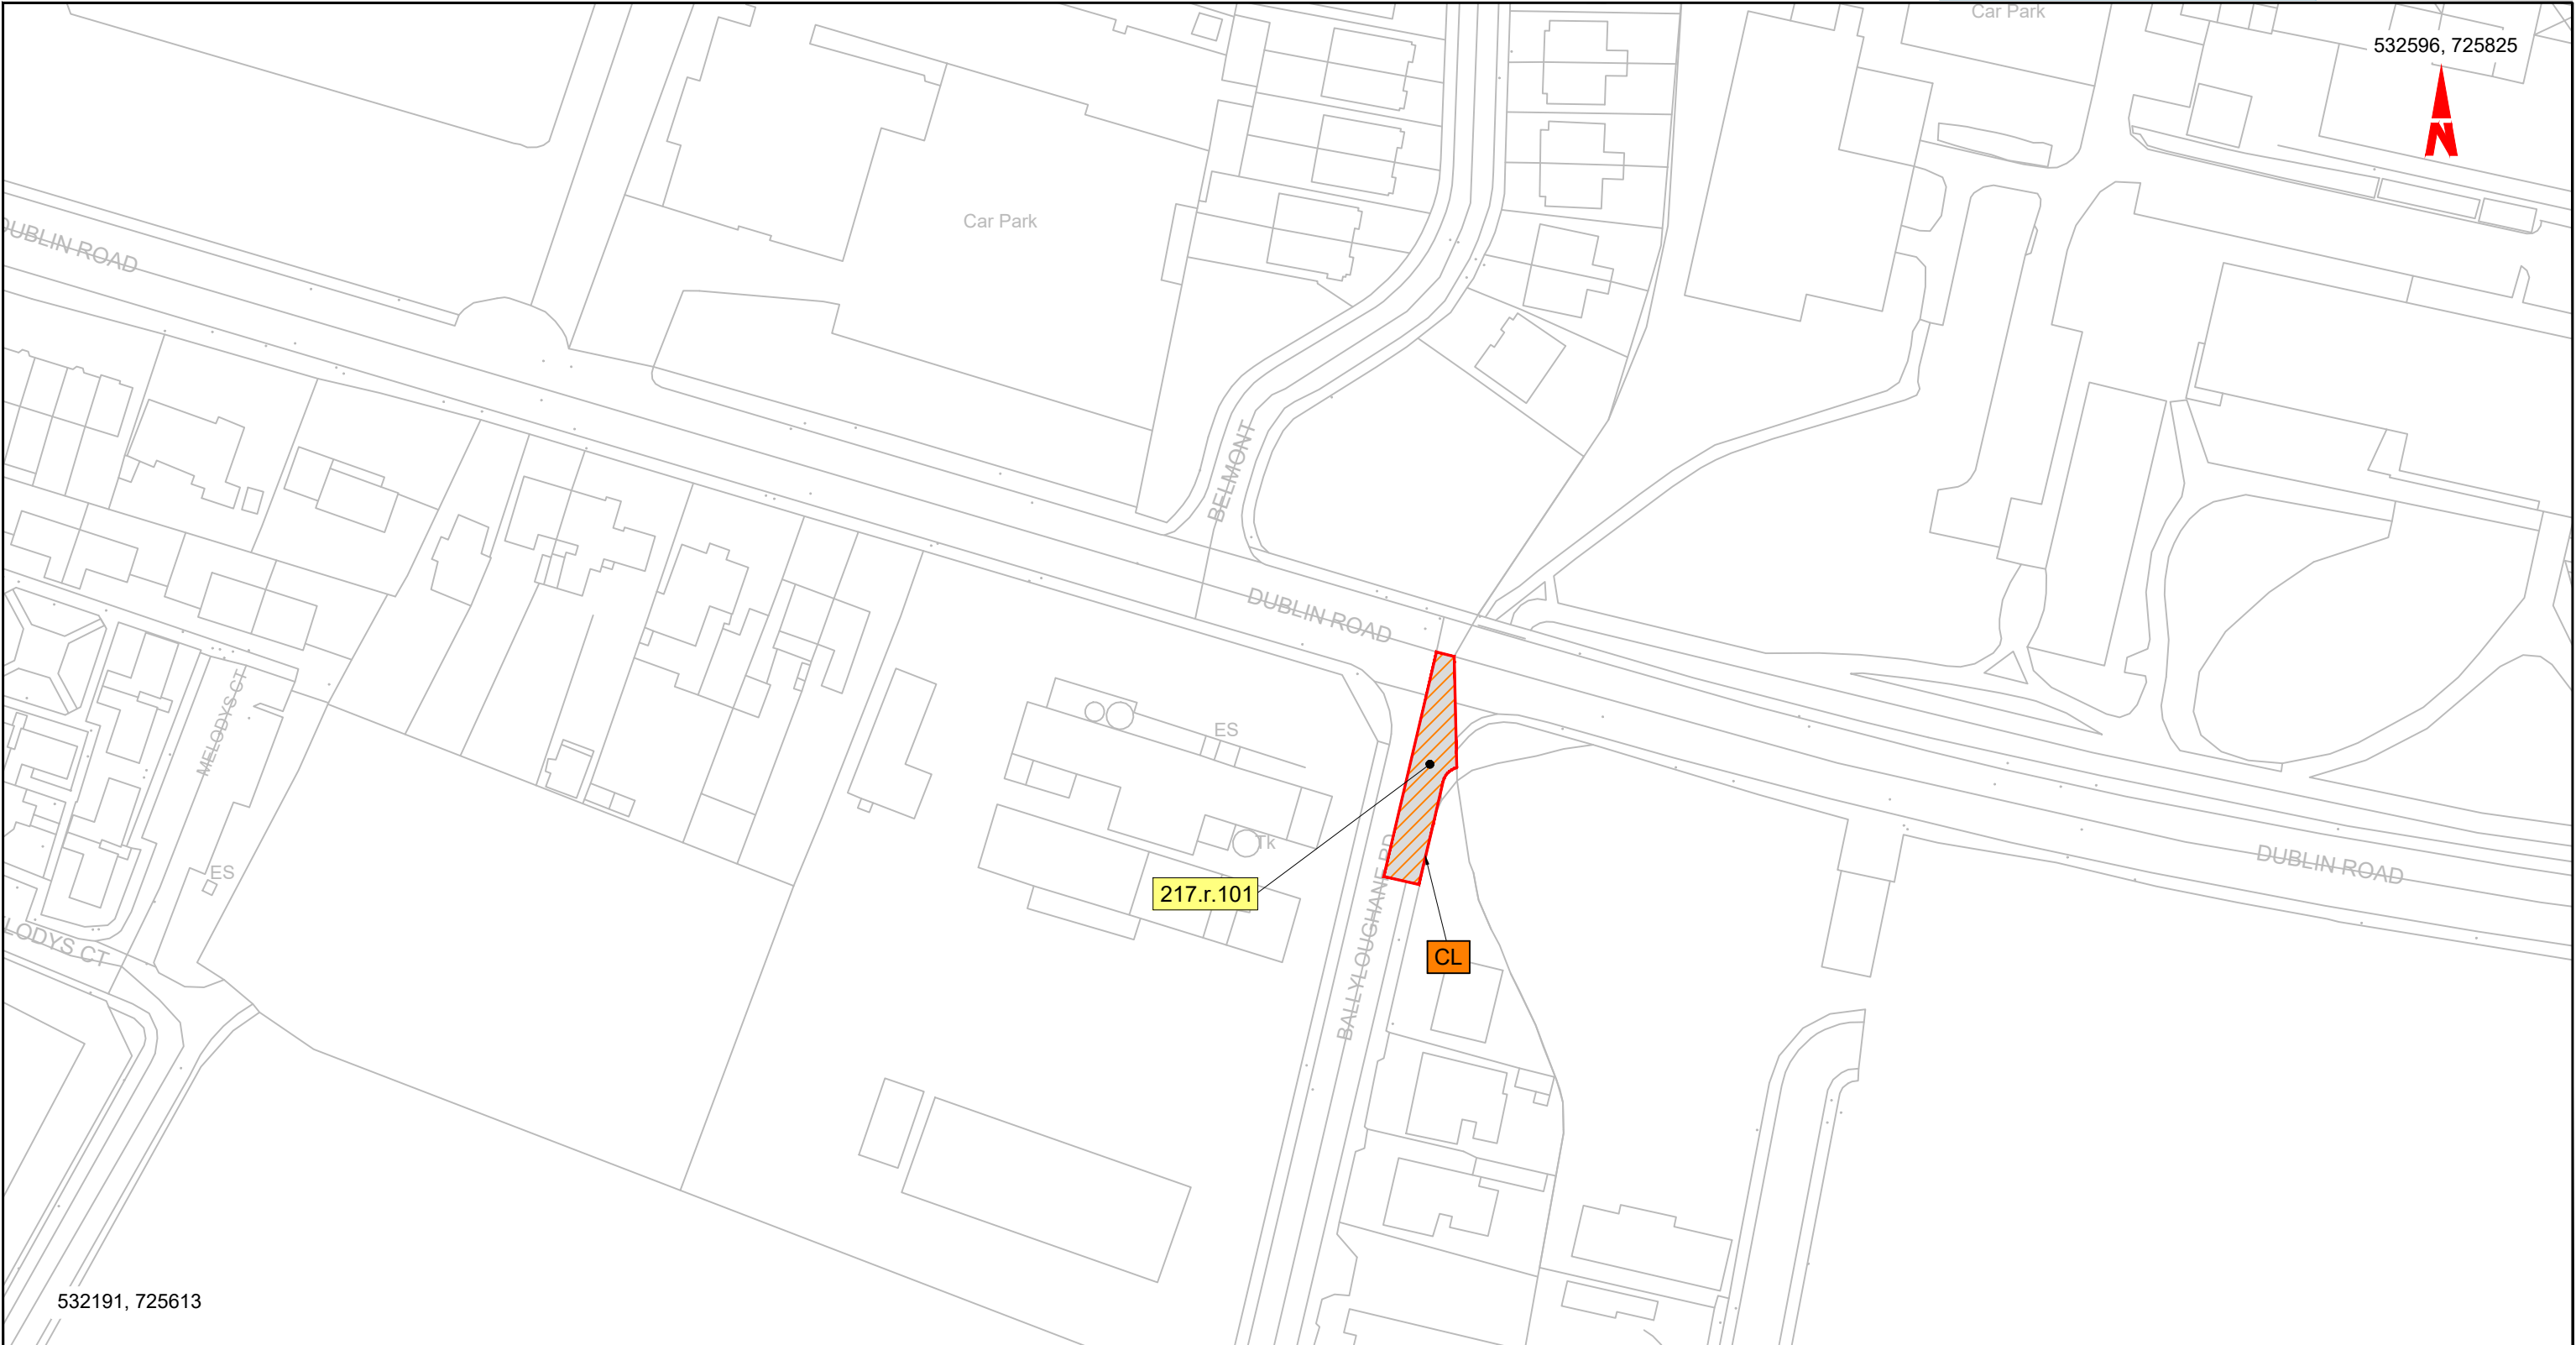 Car Park
532596, 725825
N
Car Park
DUBLIN ROAD
BELMONT
DUBLIN ROAD
MELODYS CT
ES
Tk
ES
DUBLIN ROAD
217.r.101
BALLYLOUGHANE RD
LODYS CT
CL
532191, 725613